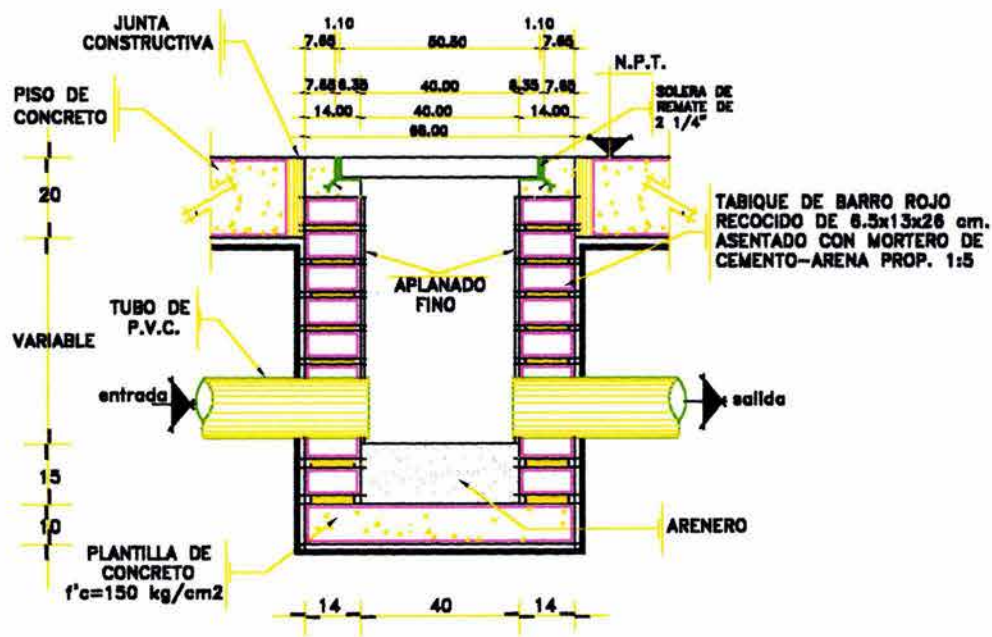 JUNTA
CONSTRUCTIVA
1.10 1.10
7.65 50.50 7.65
7.65 6.35 40.00 6.35 7.65
14.00 40.00 14.00
68.00
N.P.T.
SOLERA DE
REMATE DE
2 1/4"
PISO DE
CONCRETO
20
TABIQUE DE BARRO ROJO
RECOCIDO DE 6.5x13x26 cm.
ASENTADO CON MORTERO DE
CEMENTO-ARENA PROP. 1:5
APLANADO
FINO
TUBO DE
P.V.C.
VARIABLE
entrada
salida
15
10
ARENERO
PLANTILLA DE
CONCRETO
f'c=150 kg/cm2
14 40 14